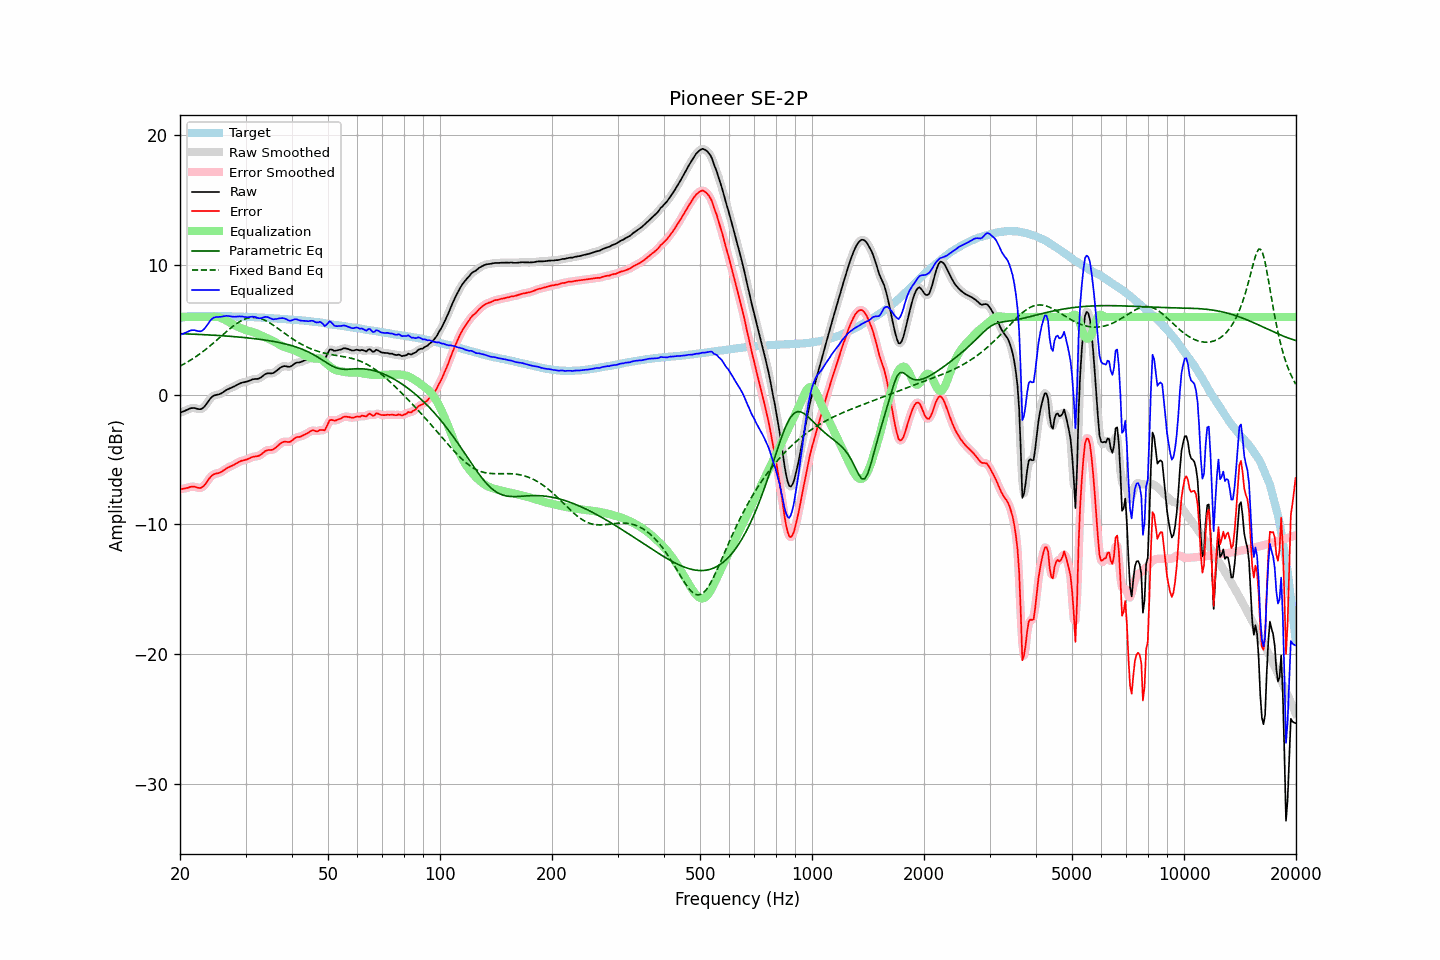 Pioneer SE-2P
Target
Raw Smoothed
Error Smoothed
Raw
Error
Equalization
Parametric Eq
Fixed Band Eq
Equalized
Amplitude (dBr)
20
10
0
−10
−20
−30
20
50
100
200
500
1000
2000
5000
10000
20000
Frequency (Hz)